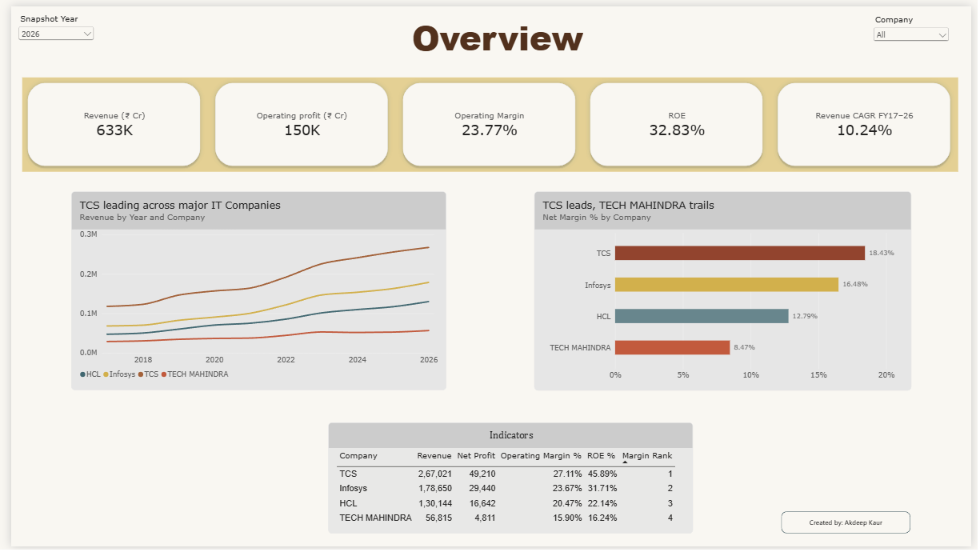 Snapshot Year
2026
Overview
Company
All
Revenue (₹ Cr)
633K
Operating profit (₹ Cr)
150K
Operating Margin
23.77%
ROE
32.83%
Revenue CAGR FY17–26
10.24%
TCS leading across major IT Companies
Revenue by Year and Company
0.3M
0.2M
0.1M
0.0M
2018 2020 2022 2024 2026
HCL Infosys TCS TECH MAHINDRA
TCS leads, TECH MAHINDRA trails
Net Margin % by Company
TCS 18.43%
Infosys 16.48%
HCL 12.79%
TECH MAHINDRA 8.47%
0% 5% 10% 15% 20%
Indicators
Company Revenue Net Profit Operating Margin % ROE % Margin Rank
TCS 2,67,021 49,210 27.11% 45.89% 1
Infosys 1,78,650 29,440 23.67% 31.71% 2
HCL 1,30,144 16,642 20.47% 22.14% 3
TECH MAHINDRA 56,815 4,811 15.90% 16.24% 4
Created by: Akdeep Kaur